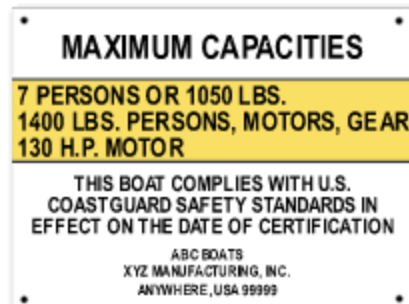 MAXIMUM CAPACITIES
7 PERSONS OR 1050 LBS.
1400 LBS. PERSONS, MOTORS, GEAR
130 H.P. MOTOR
THIS BOAT COMPLIES WITH U.S.
COASTGUARD SAFETY STANDARDS IN
EFFECT ON THE DATE OF CERTIFICATION
ABC BOATS
XYZ MANUFACTURING, INC.
ANYWHERE, USA 99999